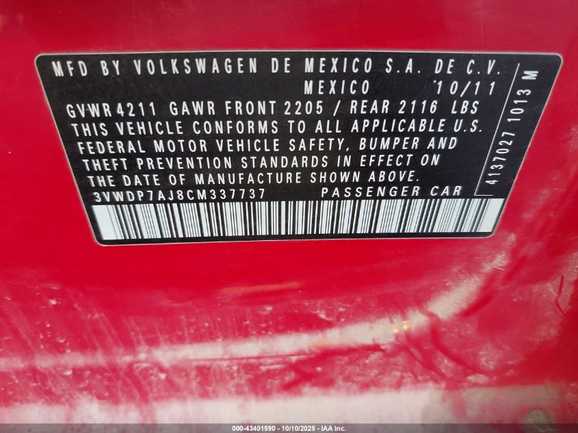 MFD BY VOLKSWAGEN DE MEXICO S.A. DE C.V.
MEXICO 10/11
GVWR 4211 GAWR FRONT 2205 / REAR 2116 LBS
THIS VEHICLE CONFORMS TO ALL APPLICABLE U.S.
FEDERAL MOTOR VEHICLE SAFETY, BUMPER AND
THEFT PREVENTION STANDARDS IN EFFECT ON
THE DATE OF MANUFACTURE SHOWN ABOVE.
3VWDP7AJ8CM337737 PASSENGER CAR
4137027 1013 M
000-43401590 - 10/10/2025 - IAA Inc.